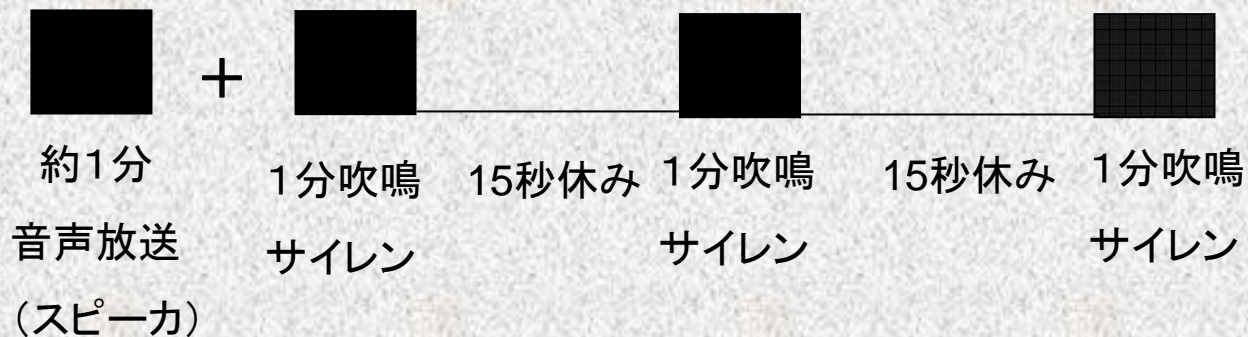 ＋
約１分
音声放送
（スピーカ）
１分吹鳴
サイレン
15秒休み
１分吹鳴
サイレン
15秒休み
１分吹鳴
サイレン